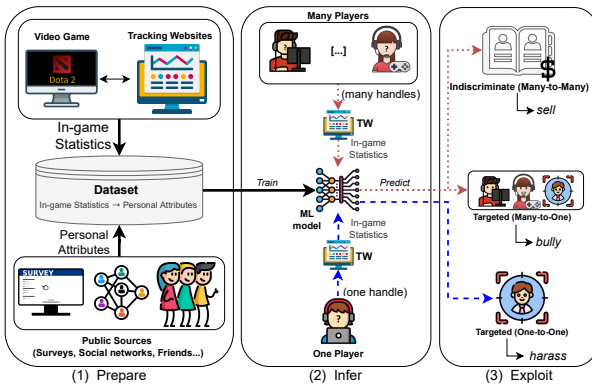 Video Game
Tracking Websites
Dota 2
In-game
Statistics
Dataset
In-game Statistics → Personal Attributes
Personal
Attributes
SURVEY
Public Sources
(Surveys, Social networks, Friends...)
(1) Prepare
Many Players
[...]
(many handles)
TW
In-game
Statistics
Train
ML
model
Predict
In-game
Statistics
TW
(one handle)
One Player
(2) Infer
$
Indiscriminate (Many-to-Many)
sell
Targeted (Many-to-One)
bully
Targeted (One-to-One)
harass
(3) Exploit